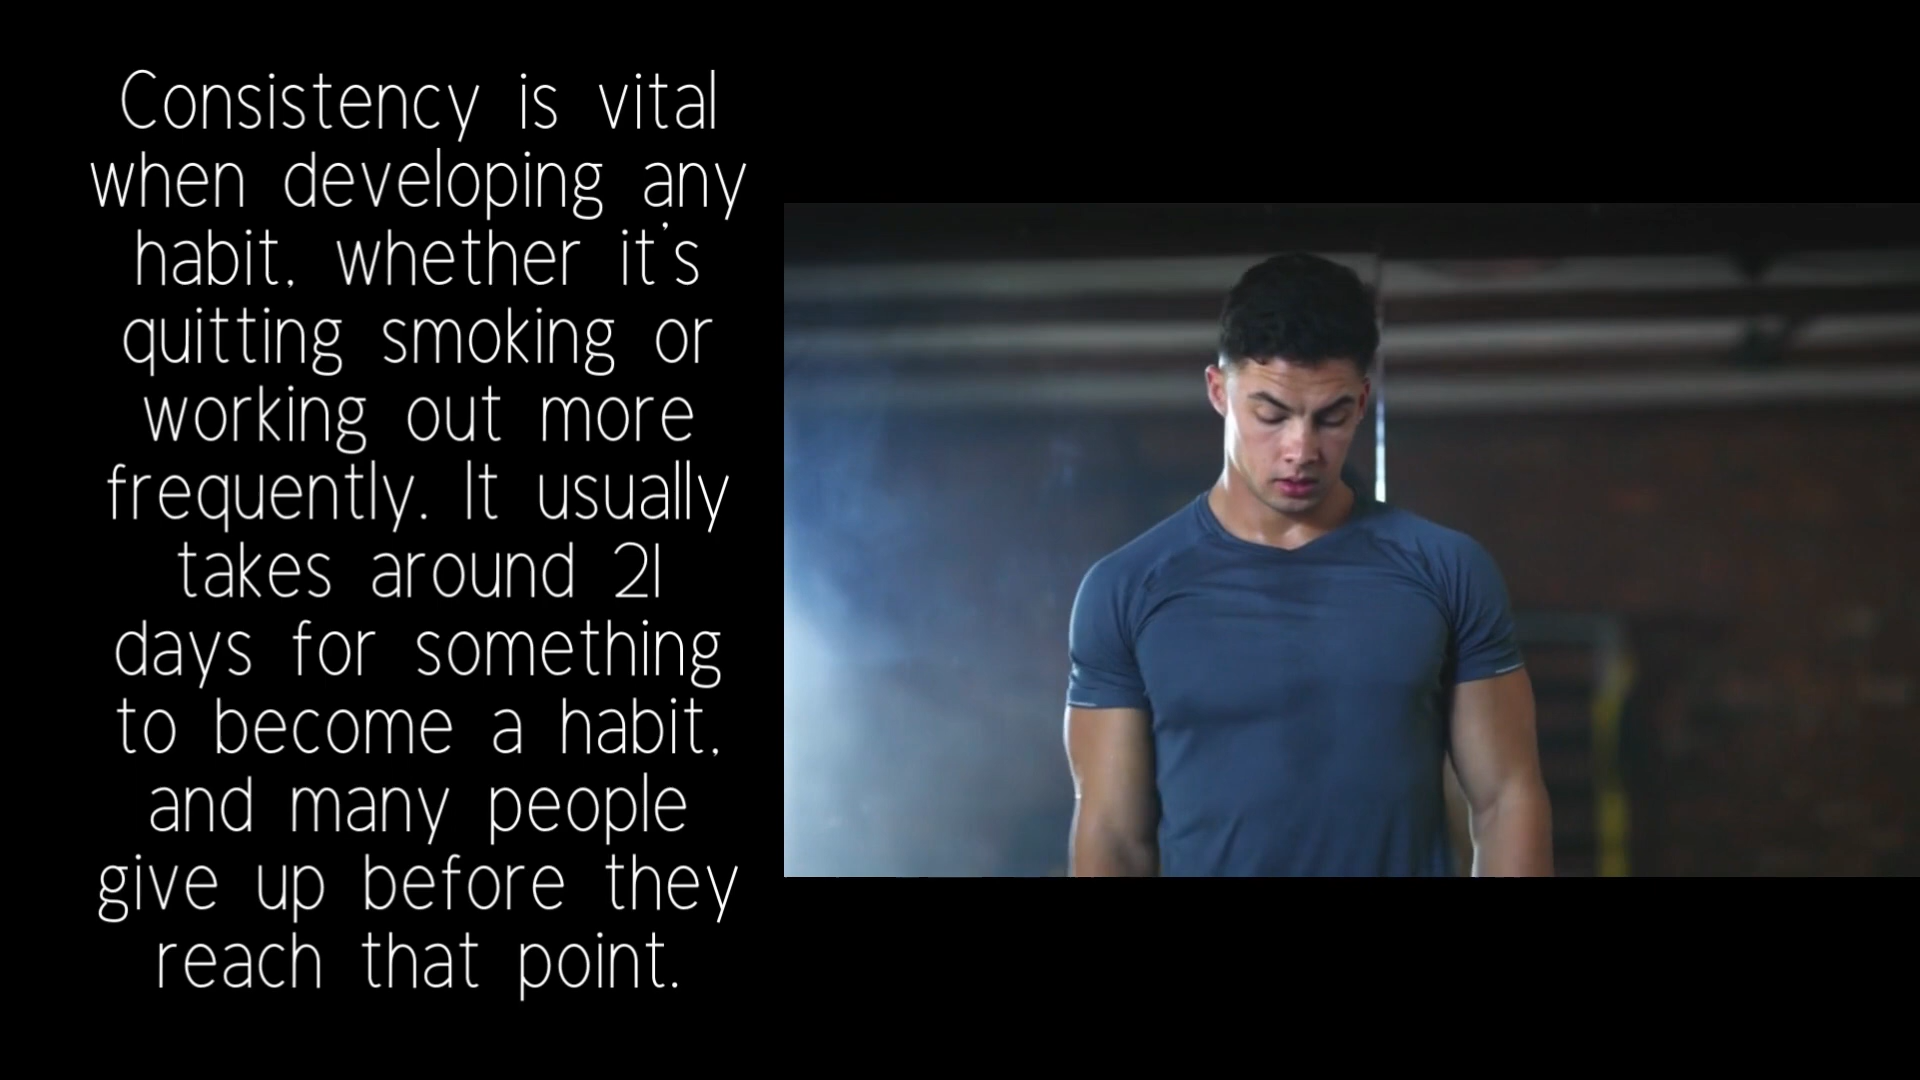 Consistency is vital
when developing any
habit, whether it's
quitting smoking or
working out more
frequently. It usually
takes around 21
days for something
to become a habit,
and many people
give up before they
reach that point.